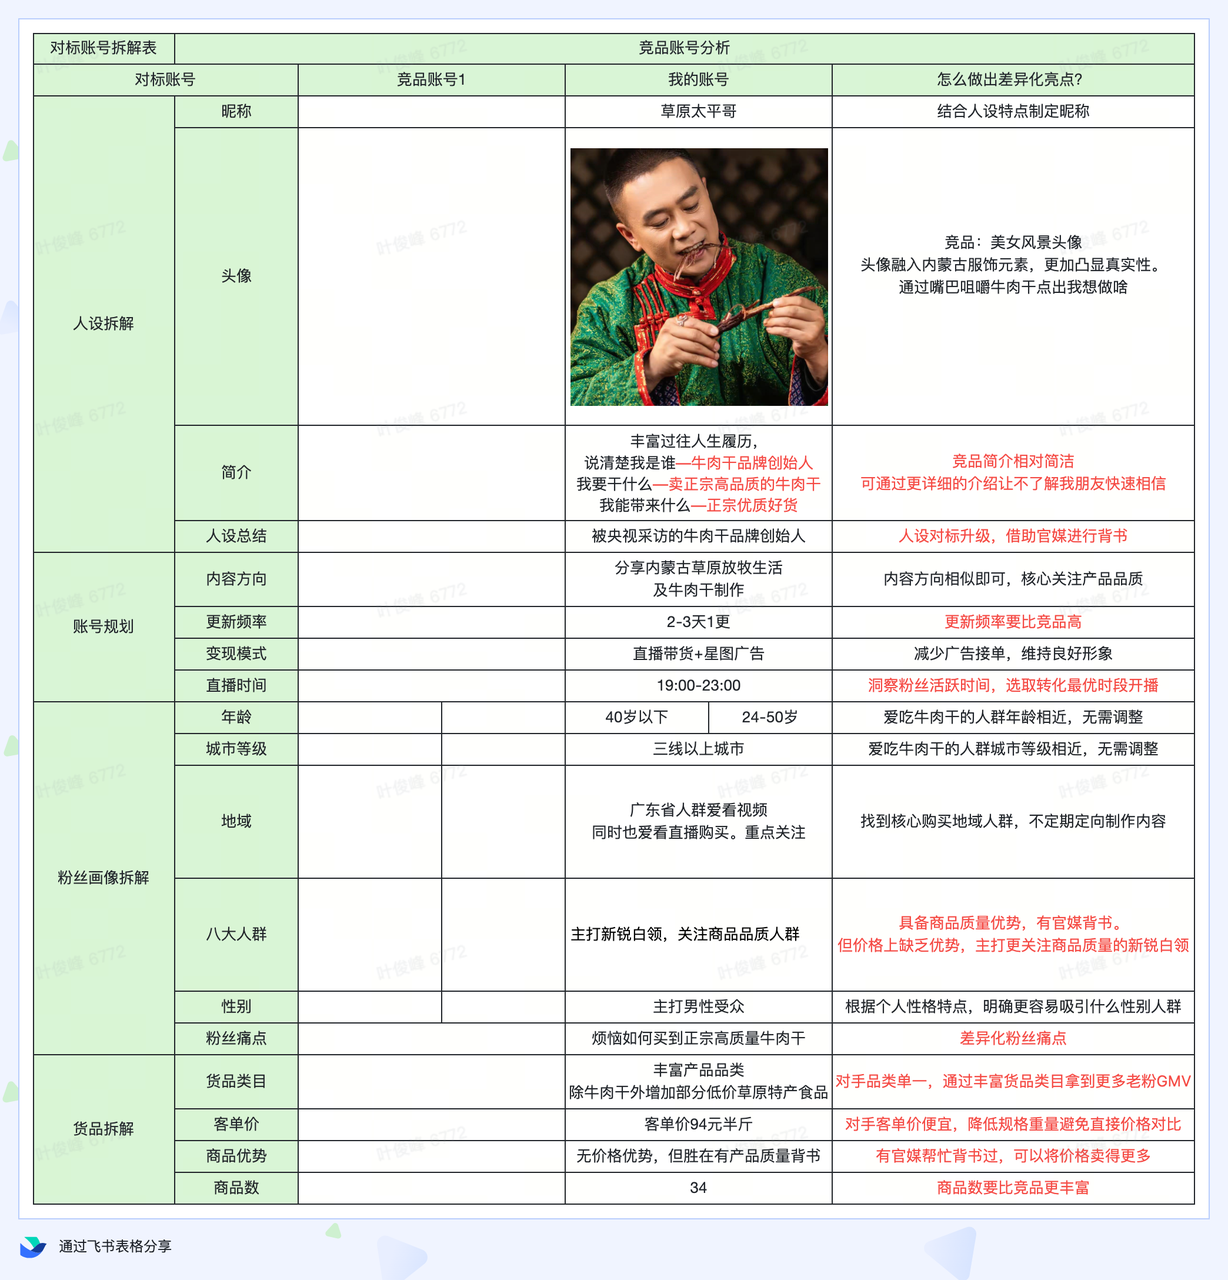 对标账号拆解表 竞品账号分析
对标账号 竞品账号1 我的账号 怎么做出差异化亮点?
人设拆解
昵称 草原太平哥 结合人设特点制定昵称
头像
竞品：美女风景头像
头像融入内蒙古服饰元素，更加凸显真实性。
通过嘴巴咀嚼牛肉干点出我想做啥
简介
丰富过往人生履历，
说清楚我是谁—牛肉干品牌创始人
我要干什么—卖正宗高品质的牛肉干
我能带来什么—正宗优质好货
竞品简介相对简洁
可通过更详细的介绍让不了解我朋友快速相信
人设总结 被央视采访的牛肉干品牌创始人 人设对标升级，借助官媒进行背书
账号规划
内容方向
分享内蒙古草原放牧生活
及牛肉干制作
内容方向相似即可，核心关注产品品质
更新频率 2-3天1更 更新频率要比竞品高
变现模式 直播带货+星图广告 减少广告接单，维持良好形象
直播时间 19:00-23:00 洞察粉丝活跃时间，选取转化最优时段开播
粉丝画像拆解
年龄 40岁以下 24-50岁 爱吃牛肉干的人群年龄相近，无需调整
城市等级 三线以上城市 爱吃牛肉干的人群城市等级相近，无需调整
地域
广东省人群爱看视频
同时也爱看直播购买。重点关注
找到核心购买地域人群，不定期定向制作内容
八大人群
主打新锐白领，关注商品品质人群
具备商品质量优势，有官媒背书。
但价格上缺乏优势，主打更关注商品质量的新锐白领
性别 主打男性受众 根据个人性格特点，明确更容易吸引什么性别人群
粉丝痛点 烦恼如何买到正宗高质量牛肉干 差异化粉丝痛点
货品拆解
货品类目
丰富产品品类
除牛肉干外增加部分低价草原特产食品
对手品类单一，通过丰富货品类目拿到更多老粉GMV
客单价 客单价94元半斤 对手客单价便宜，降低规格重量避免直接价格对比
商品优势 无价格优势，但胜在有产品质量背书 有官媒帮忙背书过，可以将价格卖得更多
商品数 34 商品数要比竞品更丰富
叶俊峰 6772
通过飞书表格分享